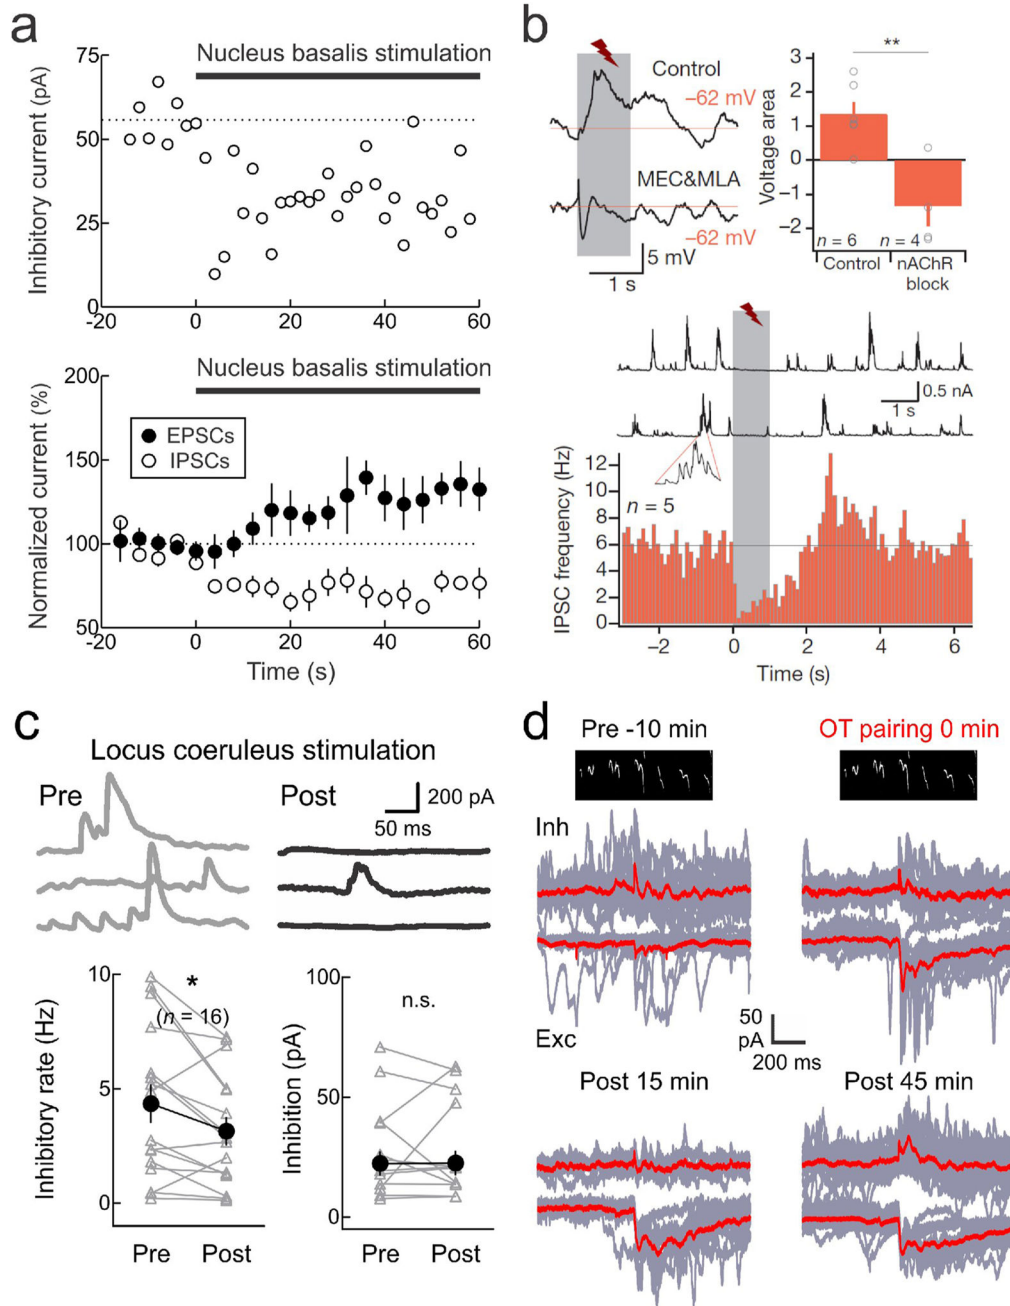 a
Nucleus basalis stimulation
Inhibitory current (pA)
75
50
25
0
-20
0
20
40
60
Nucleus basalis stimulation
Normalized current (%)
200
150
100
50
EPSCs
IPSCs
-20
0
20
40
60
Time (s)
b
Control
–62 mV
MEC&MLA
–62 mV
5 mV
1 s
**
Voltage area
3
2
1
0
−1
−2
n = 6
n = 4
Control
nAChR
block
0.5 nA
1 s
IPSC frequency (Hz)
12
10
8
6
4
2
0
n = 5
−2
0
2
4
6
Time (s)
c
Locus coeruleus stimulation
Pre
Post
200 pA
50 ms
Inhibitory rate (Hz)
10
5
0
*
(n = 16)
Pre
Post
Inhibition (pA)
100
50
0
n.s.
Pre
Post
d
Pre -10 min
OT pairing 0 min
Inh
Exc
50
pA
200 ms
Post 15 min
Post 45 min